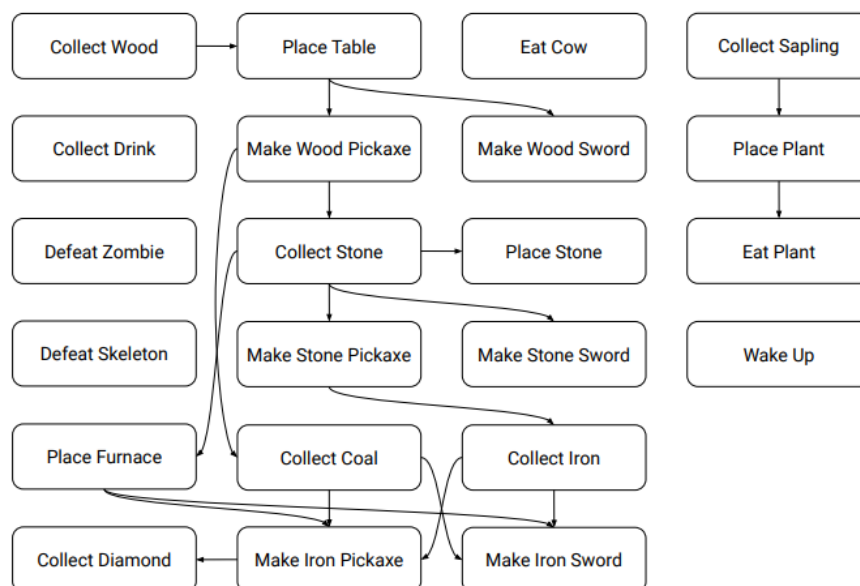 Collect Wood
Place Table
Eat Cow
Collect Sapling
Collect Drink
Make Wood Pickaxe
Make Wood Sword
Place Plant
Defeat Zombie
Collect Stone
Place Stone
Eat Plant
Defeat Skeleton
Make Stone Pickaxe
Make Stone Sword
Wake Up
Place Furnace
Collect Coal
Collect Iron
Collect Diamond
Make Iron Pickaxe
Make Iron Sword